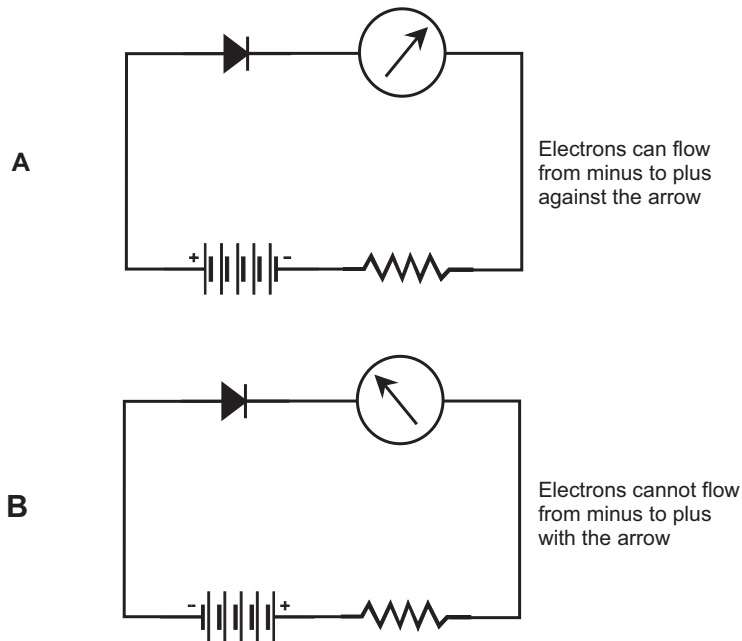 A
Electrons can flow
from minus to plus
against the arrow
+ -
B
Electrons cannot flow
from minus to plus
with the arrow
- +